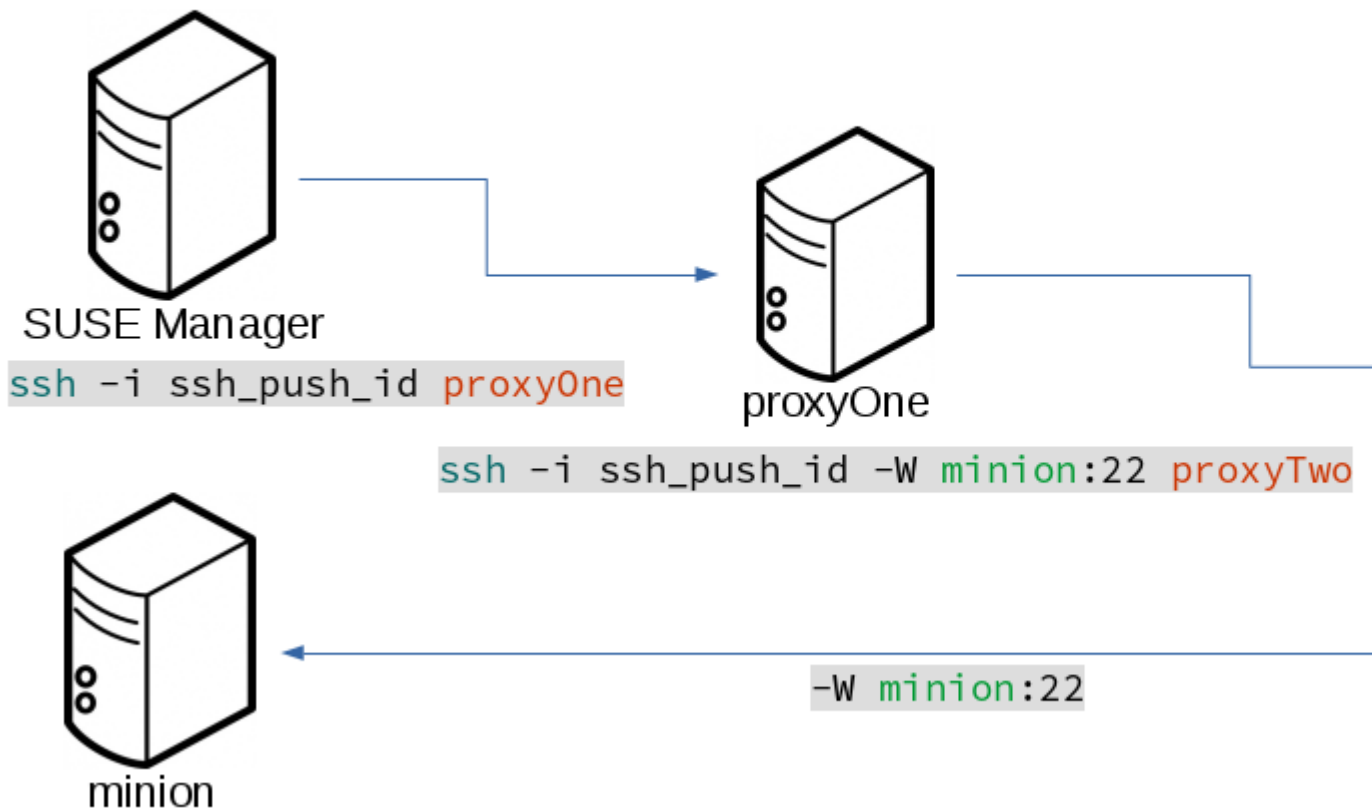 SUSE Manager
ssh -i ssh_push_id proxyOne
proxyOne
ssh -i ssh_push_id -W minion:22 proxyTwo
-W minion:22
minion